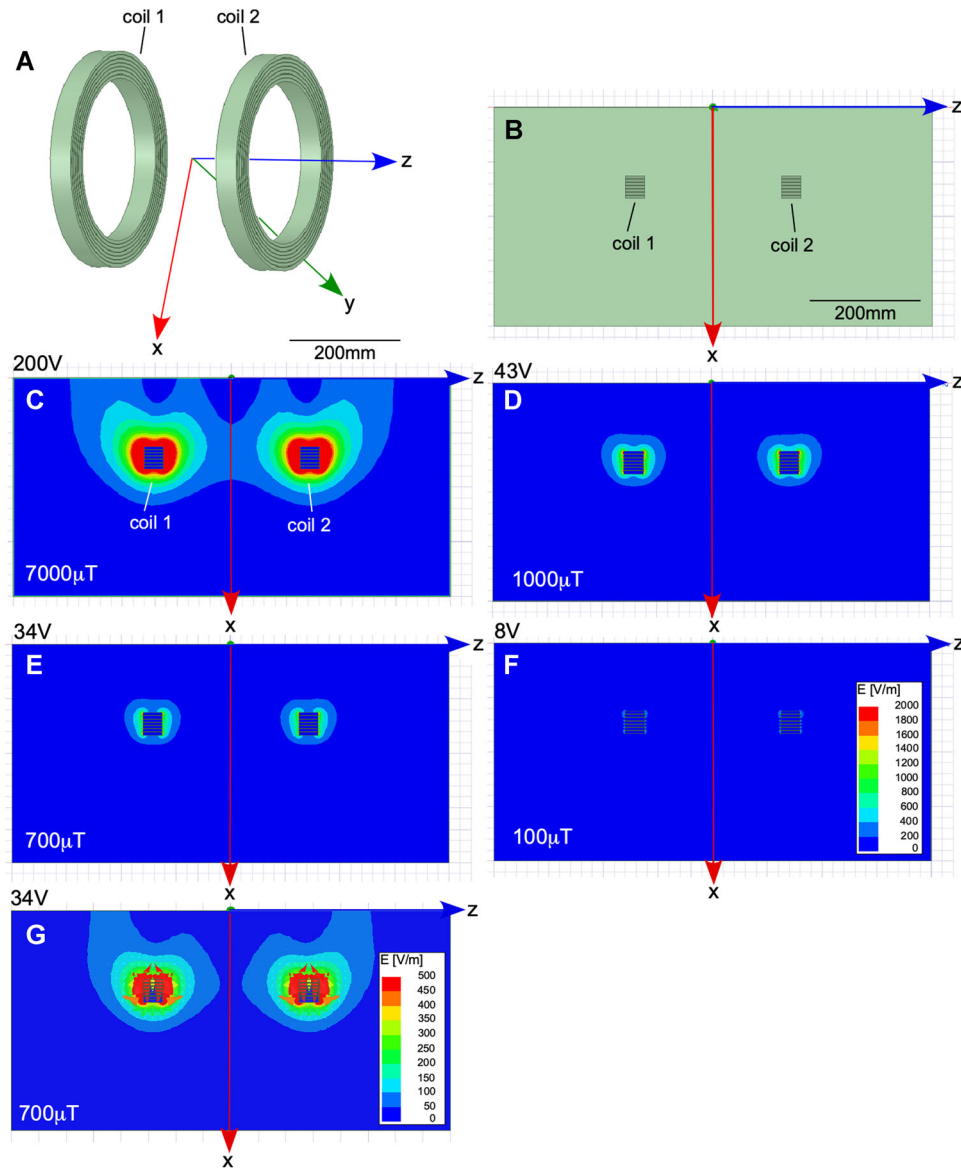 coil 1
coil 2
A
z
y
x
200mm
B
z
coil 1
coil 2
200mm
x
200V
C
z
coil 1
coil 2
7000μT
x
43V
D
z
1000μT
x
34V
E
700μT
x
8V
F
z
E [V/m]
2000
1800
1600
1400
1200
1000
800
600
400
200
0
100μT
x
34V
G
z
E [V/m]
500
450
400
350
300
250
200
150
100
50
0
700μT
x